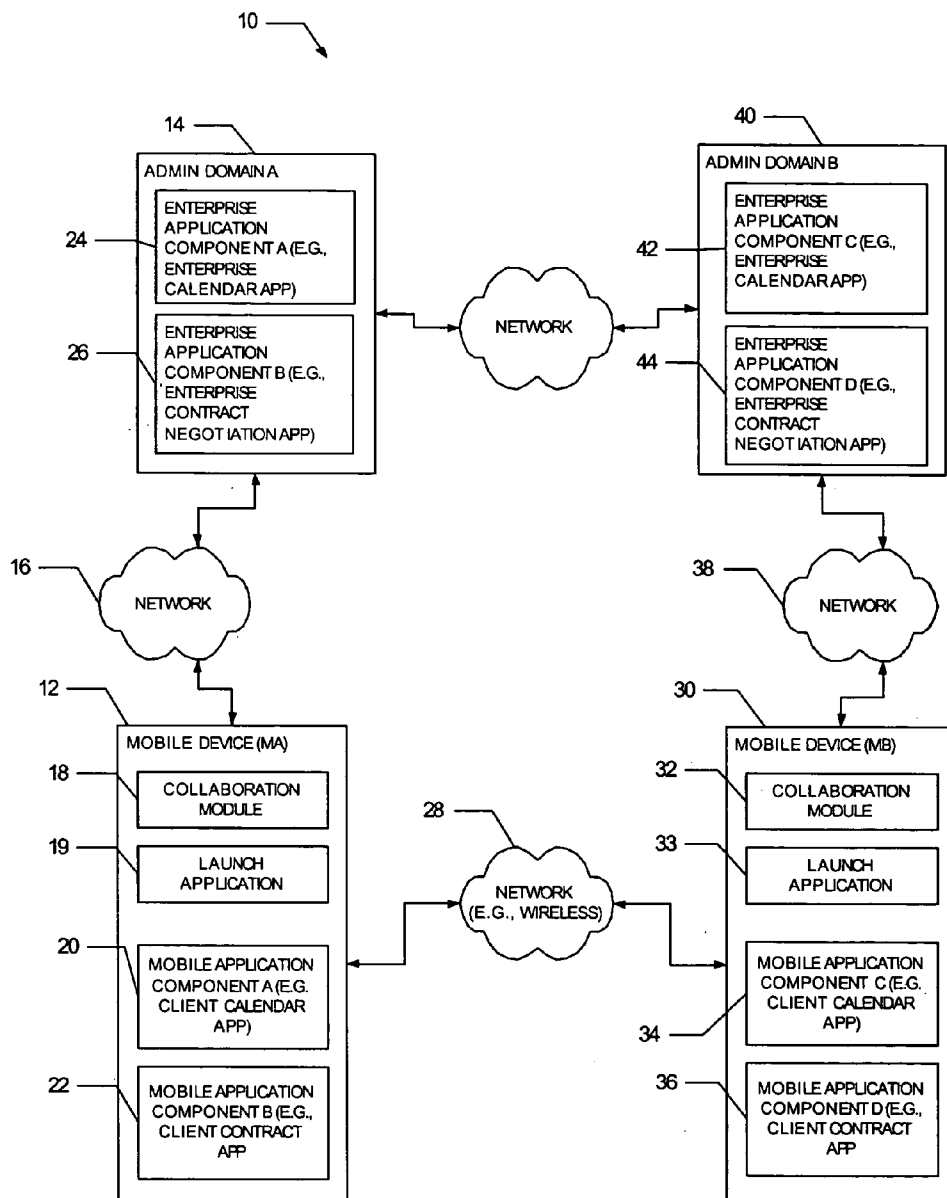 10
14
40
ADMIN DOMAIN A
ENTERPRISE
APPLICATION
COMPONENT A (E.G.,
ENTERPRISE
CALENDAR APP)
24
ENTERPRISE
APPLICATION
COMPONENT B (E.G.,
ENTERPRISE
CONTRACT
NEGOTIATION APP)
26
NETWORK
ADMIN DOMAIN B
ENTERPRISE
APPLICATION
COMPONENT C (E.G.,
ENTERPRISE
CALENDAR APP)
42
ENTERPRISE
APPLICATION
COMPONENT D (E.G.,
ENTERPRISE
CONTRACT
NEGOTIATION APP)
44
16
NETWORK
38
NETWORK
12
MOBILE DEVICE (MA)
18
COLLABORATION
MODULE
19
LAUNCH
APPLICATION
20
MOBILE APPLICATION
COMPONENT A (E.G.
CLIENT CALENDAR
APP)
22
MOBILE APPLICATION
COMPONENT B (E.G.,
CLIENT CONTRACT
APP
28
NETWORK
(E.G., WIRELESS)
30
MOBILE DEVICE (MB)
32
COLLABORATION
MODULE
33
LAUNCH
APPLICATION
34
MOBILE APPLICATION
COMPONENT C (E.G.
CLIENT CALENDAR
APP)
36
MOBILE APPLICATION
COMPONENT D (E.G.,
CLIENT CONTRACT
APP